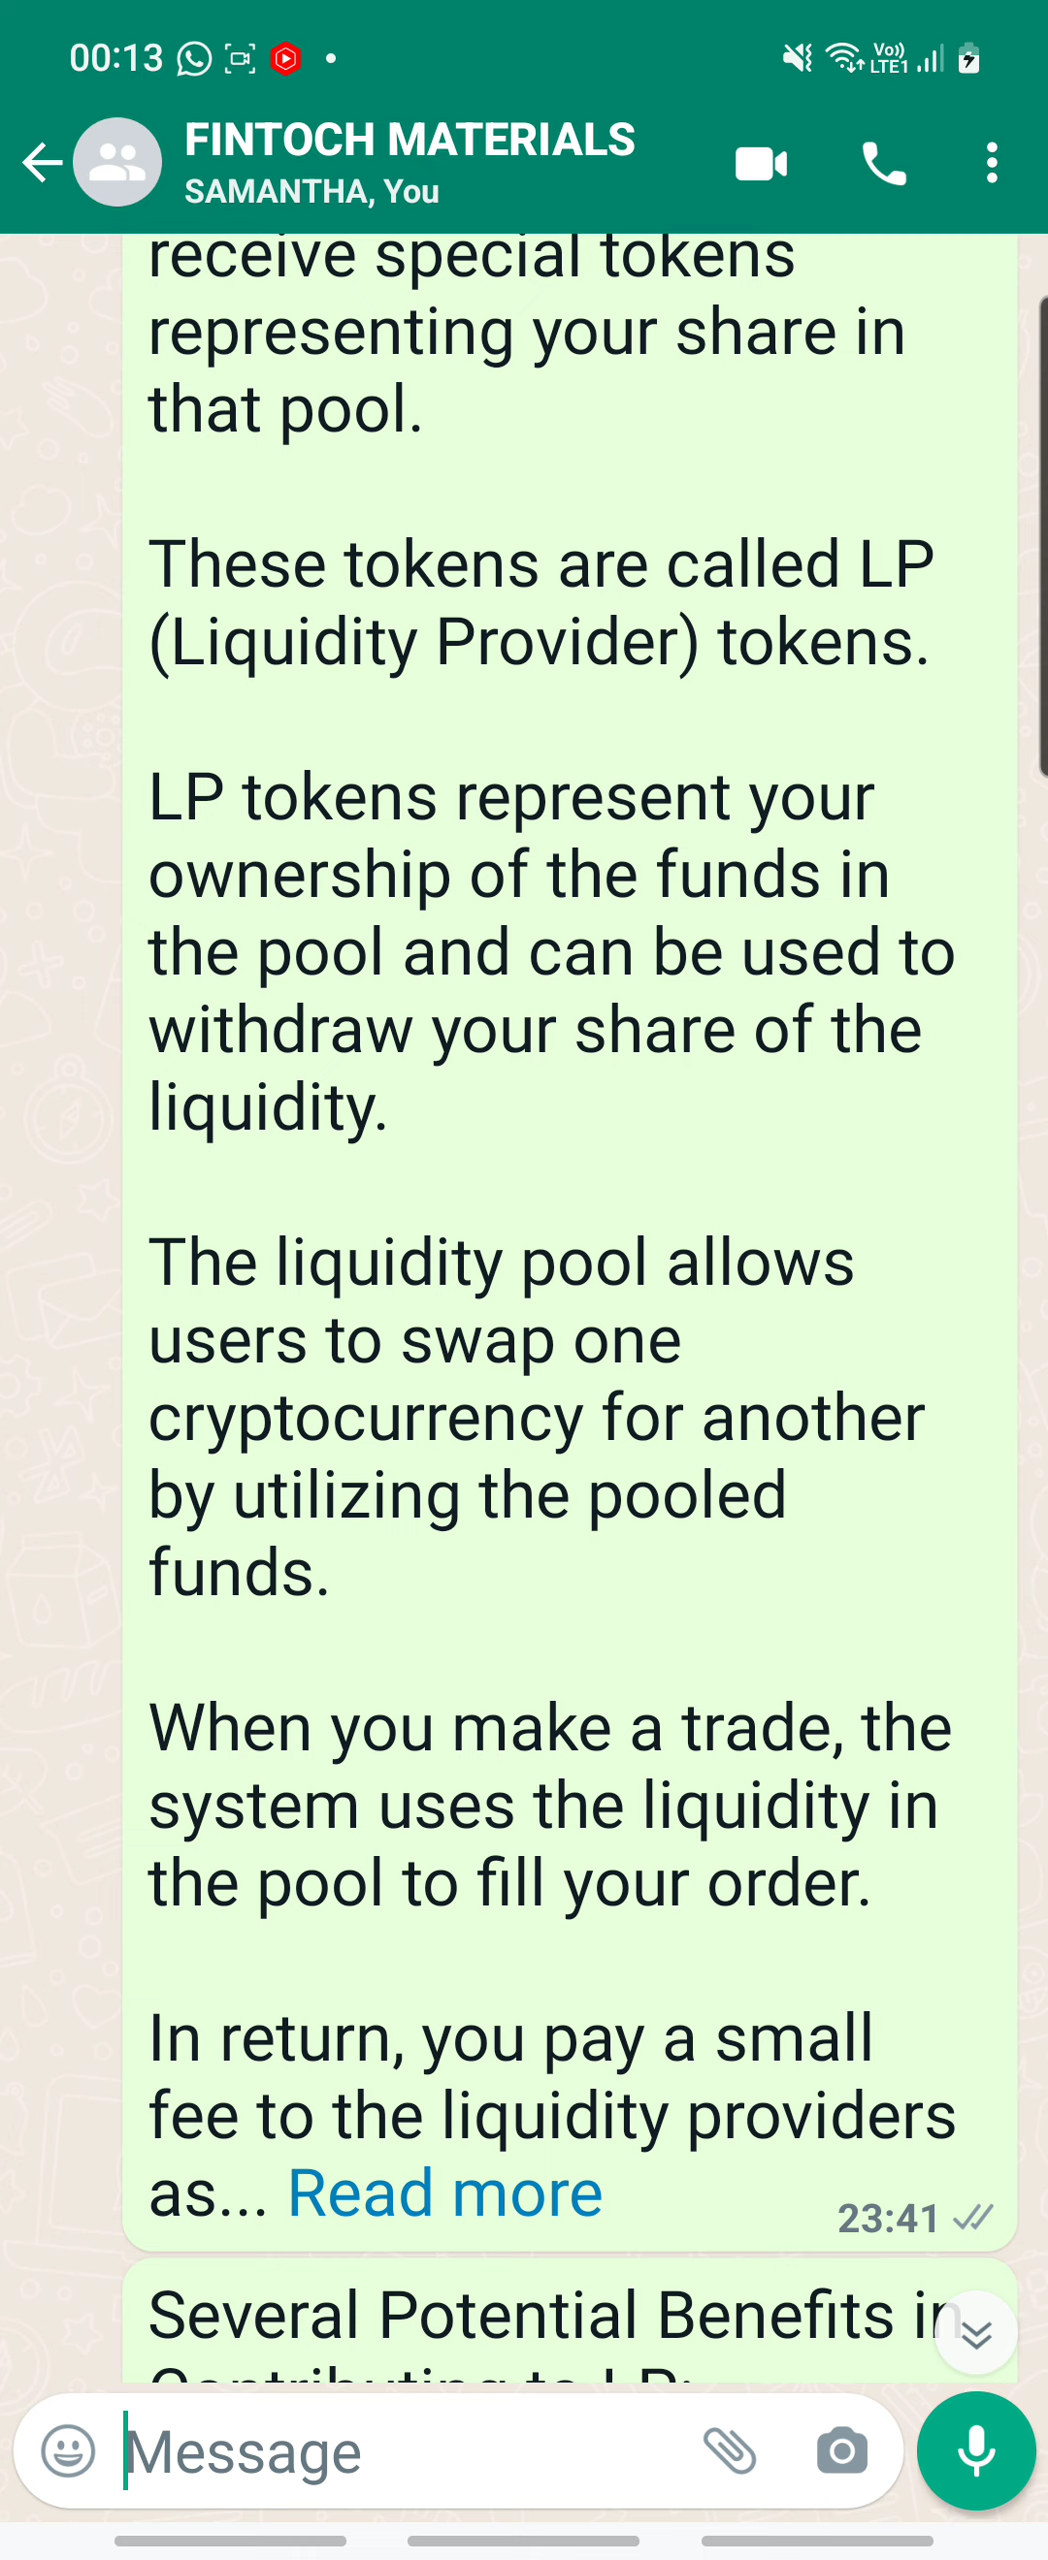 00:13
Vo))
LTE1
FINTOCH MATERIALS
SAMANTHA, You
receive special tokens
representing your share in
that pool.
These tokens are called LP
(Liquidity Provider) tokens.
LP tokens represent your
ownership of the funds in
the pool and can be used to
withdraw your share of the
liquidity.
The liquidity pool allows
users to swap one
cryptocurrency for another
by utilizing the pooled
funds.
When you make a trade, the
system uses the liquidity in
the pool to fill your order.
In return, you pay a small
fee to the liquidity providers
as... Read more
23:41
Several Potential Benefits in
Contributing to LP:
Message